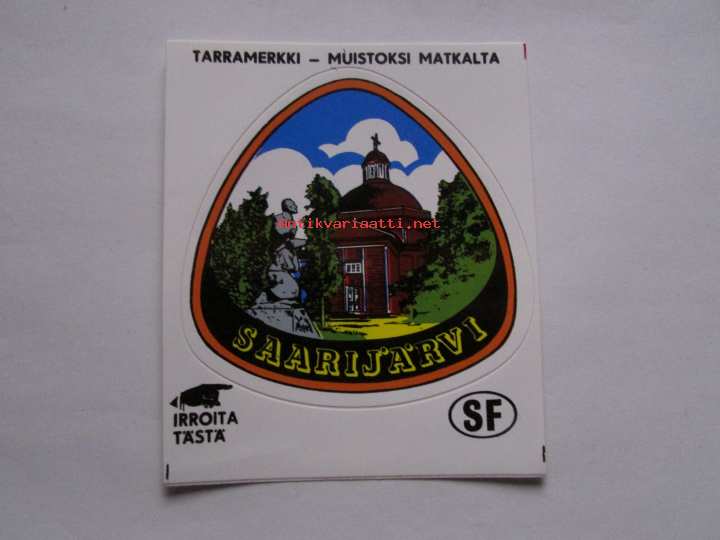 TARRAMERKKI – MUISTOKSI MATKALTA
antikvariaatti.net
SAARIJÄRVI
IRROITA
TÄSTÄ
SF